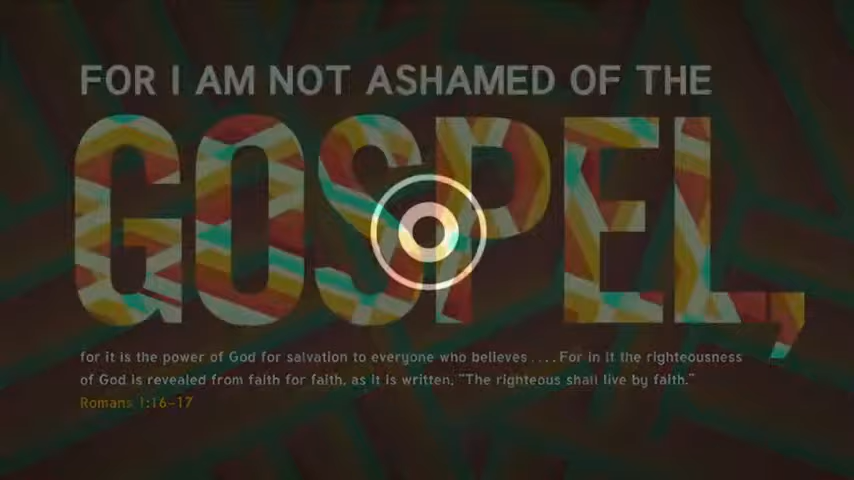 FOR I AM NOT ASHAMED OF THE
GOSPEL,
for it is the power of God for salvation to everyone who believes....For in it the righteousness
of God is revealed from faith for faith, as it is written, "The righteous shall live by faith."
Romans 1:16-17